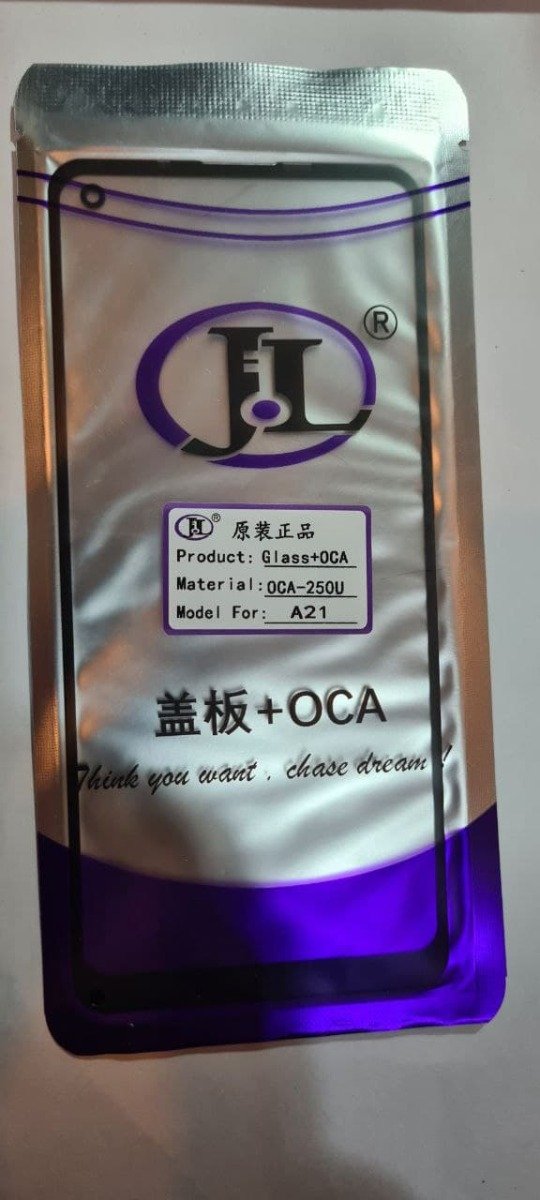 JL®
JL® 原装正品
Product: Glass+OCA
Material: OCA-250U
Model For: A21
盖板+OCA
Think you want , chase dream !